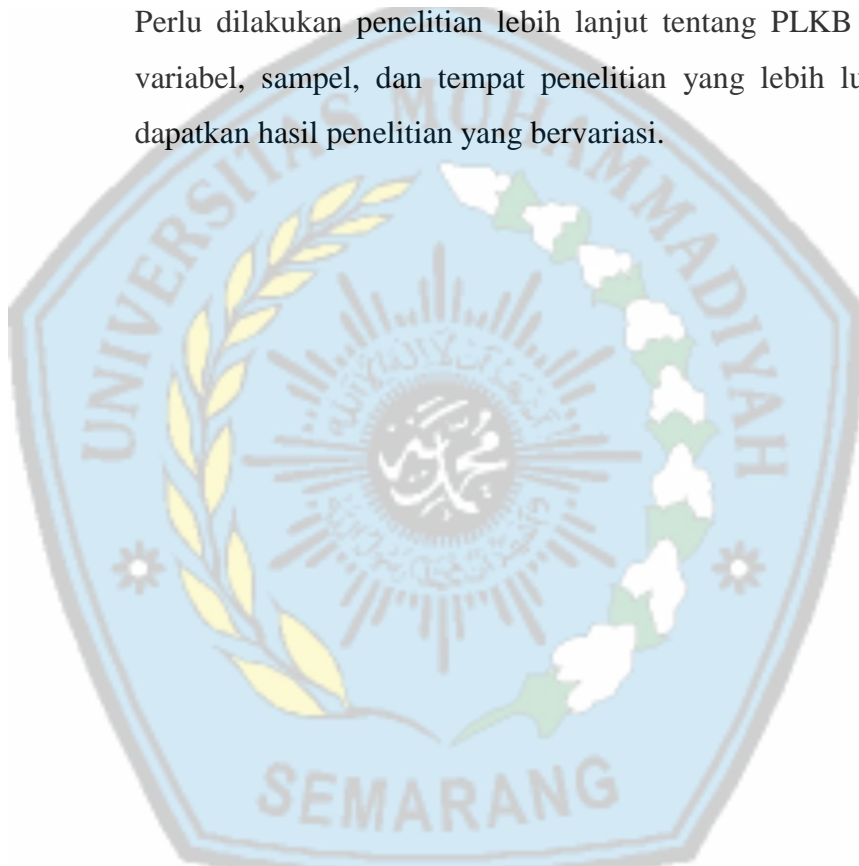 Perlu dilakukan penelitian lebih lanjut tentang PLKB
variabel, sampel, dan tempat penelitian yang lebih lu
dapatkan hasil penelitian yang bervariasi.
UNIVERSITAS MUHAMMADIYAH
SEMARANG